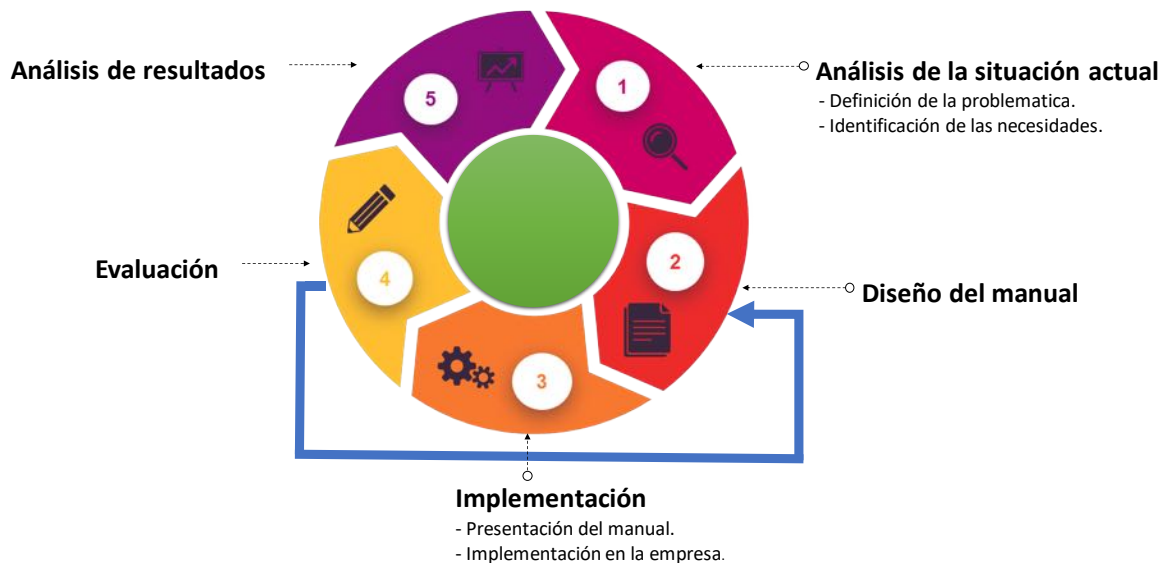 Análisis de resultados
5
1
Análisis de la situación actual
- Definición de la problematica.
- Identificación de las necesidades.
Evaluación
4
2
Diseño del manual
3
Implementación
- Presentación del manual.
- Implementación en la empresa.